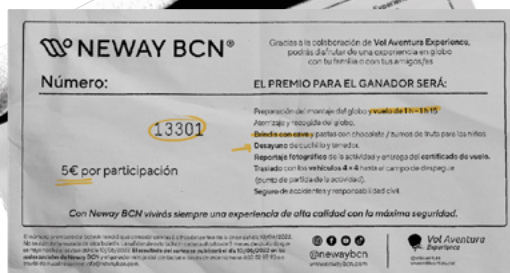 NEWAY BCN®
Gracias a la colaboración de Vol Aventura Experience,
podrás disfrutar de una experiencia en globo
con tu familia o con tus amigos/as
Número:
EL PREMIO PARA EL GANADOR SERÁ:
Preparación del montaje del globo y vuelo de 1h - 1h 15'
Aterrizaje y recogida del globo.
13301
Brindis con cava y pastas con chocolate / zumos de fruta para los niños
Desayuno de cuchillo y tenedor.
Reportaje fotográfico de la actividad y entrega del certificado de vuelo.
5€ por participación
Traslado con los vehículos 4x4 hasta el campo de despegue
(punto de partida de la actividad).
Seguro de accidentes y responsabilidad civil.
Con Neway BCN vivirás siempre una experiencia de alta calidad con la máxima seguridad.
@newaybcn
www.newaybcn.com
Vol Aventura
Experience